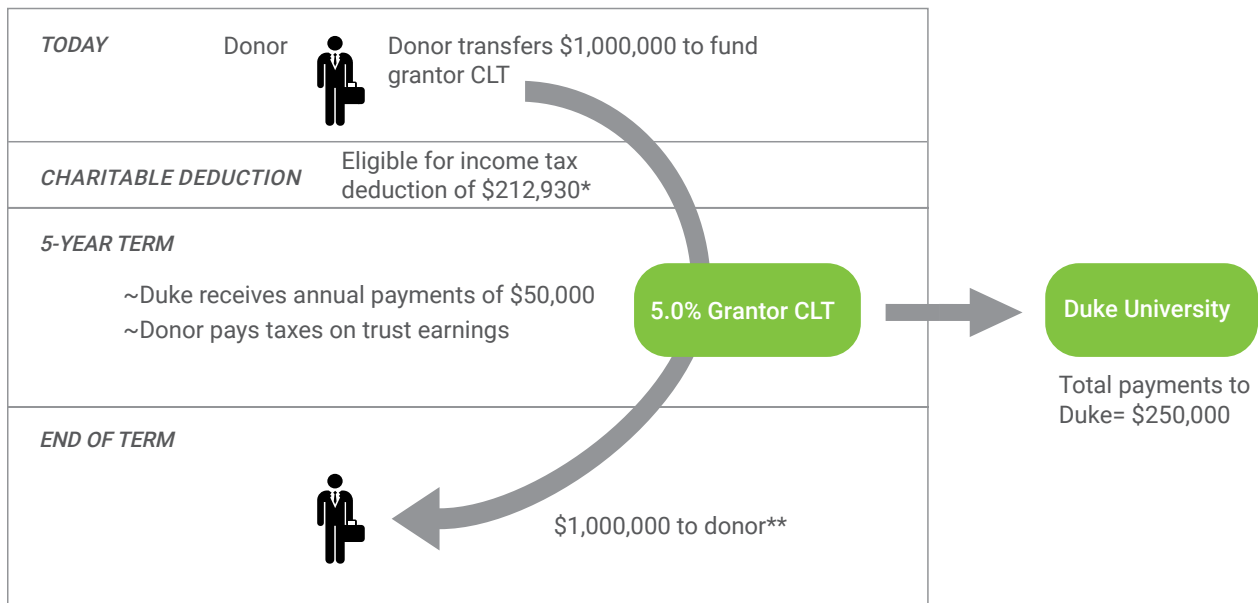 TODAY
Donor
Donor transfers $1,000,000 to fund
grantor CLT
CHARITABLE DEDUCTION
Eligible for income tax
deduction of $212,930*
5-YEAR TERM
~Duke receives annual payments of $50,000
~Donor pays taxes on trust earnings
5.0% Grantor CLT
Duke University
Total payments to
Duke= $250,000
END OF TERM
$1,000,000 to donor**